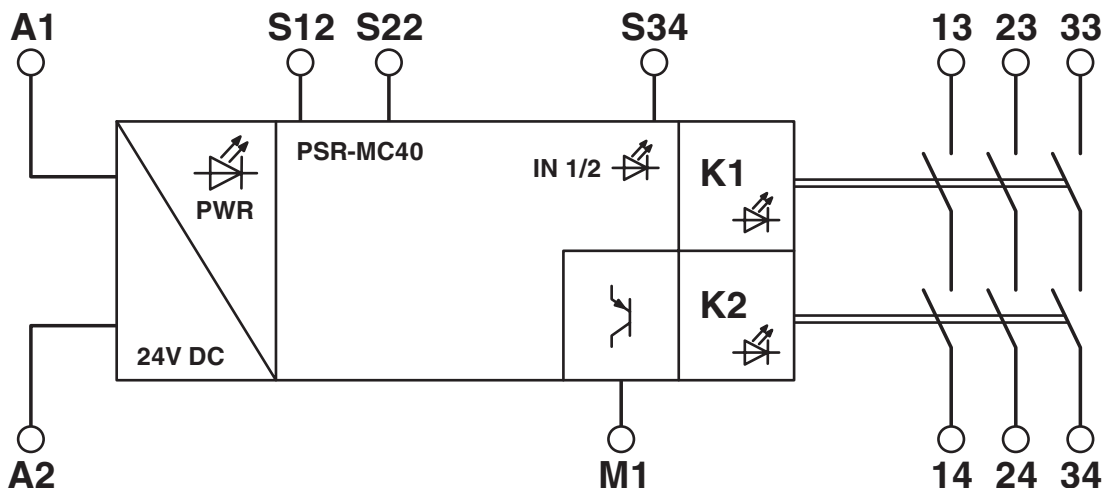 A1 S12 S22 S34 13 23 33
PSR-MC40
IN 1/2
K1
PWR
K2
24V DC
A2 M1 14 24 34